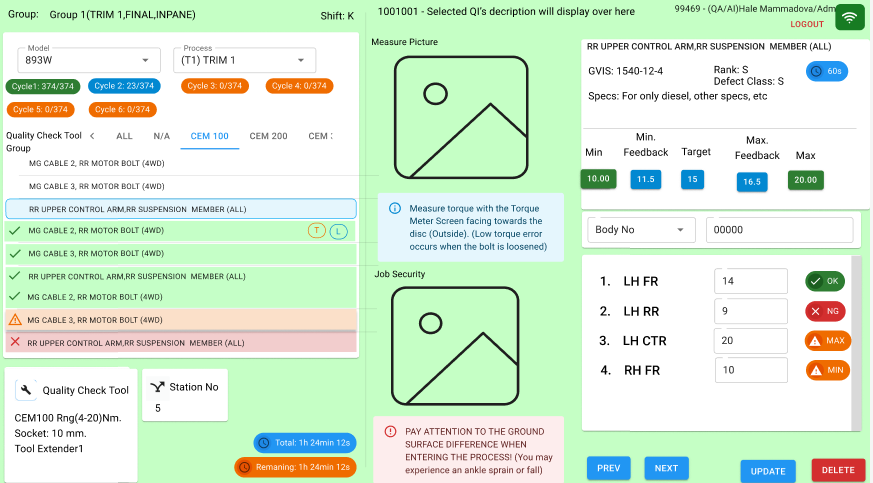 Group: Group 1(TRIM 1,FINAL,INPANE) Shift: K
1001001 - Selected QI's decription will display over here
99469 - (QA/AI)Hale Mammadova/Adm
LOGOUT
Model
893W
Process
(T1) TRIM 1
Cycle1: 374/374
Cycle 2: 23/374
Cycle 3: 0/374
Cycle 4: 0/374
Cycle 5: 0/374
Cycle 6: 0/374
Quality Check Tool
Group
ALL N/A CEM 100 CEM 200 CEM
MG CABLE 2, RR MOTOR BOLT (4WD)
MG CABLE 3, RR MOTOR BOLT (4WD)
RR UPPER CONTROL ARM,RR SUSPENSION MEMBER (ALL)
MG CABLE 2, RR MOTOR BOLT (4WD) T L
MG CABLE 3, RR MOTOR BOLT (4WD)
RR UPPER CONTROL ARM,RR SUSPENSION MEMBER (ALL)
MG CABLE 2, RR MOTOR BOLT (4WD)
MG CABLE 3, RR MOTOR BOLT (4WD)
RR UPPER CONTROL ARM,RR SUSPENSION MEMBER (ALL)
Quality Check Tool
CEM100 Rng(4-20)Nm.
Socket: 10 mm.
Tool Extender1
Station No
5
Total: 1h 24min 12s
Remaning: 1h 24min 12s
Measure Picture
Measure torque with the Torque
Meter Screen facing towards the
disc (Outside). (Low torque error
occurs when the bolt is loosened)
Job Security
PAY ATTENTION TO THE GROUND
SURFACE DIFFERENCE WHEN
ENTERING THE PROCESS! (You may
experience an ankle sprain or fall)
RR UPPER CONTROL ARM,RR SUSPENSION MEMBER (ALL)
GVIS: 1540-12-4
Rank: S
Defect Class: S
60s
Specs: For only diesel, other specs, etc
Min
Min.
Feedback
Target
Max.
Feedback
Max
10.00 11.5 15 16.5 20.00
Body No 00000
1. LH FR 14 OK
2. LH RR 9 NG
3. LH CTR 20 MAX
4. RH FR 10 MIN
PREV NEXT UPDATE DELETE